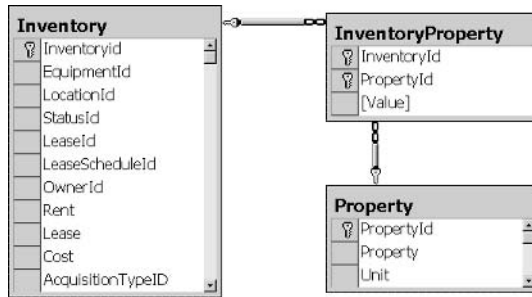 Inventory
Inventoryid
EquipmentId
LocationId
StatusId
LeaseId
LeaseScheduleId
OwnerId
Rent
Lease
Cost
AcquisitionTypeID
InventoryProperty
InventoryId
PropertyId
[Value]
Property
PropertyId
Property
Unit